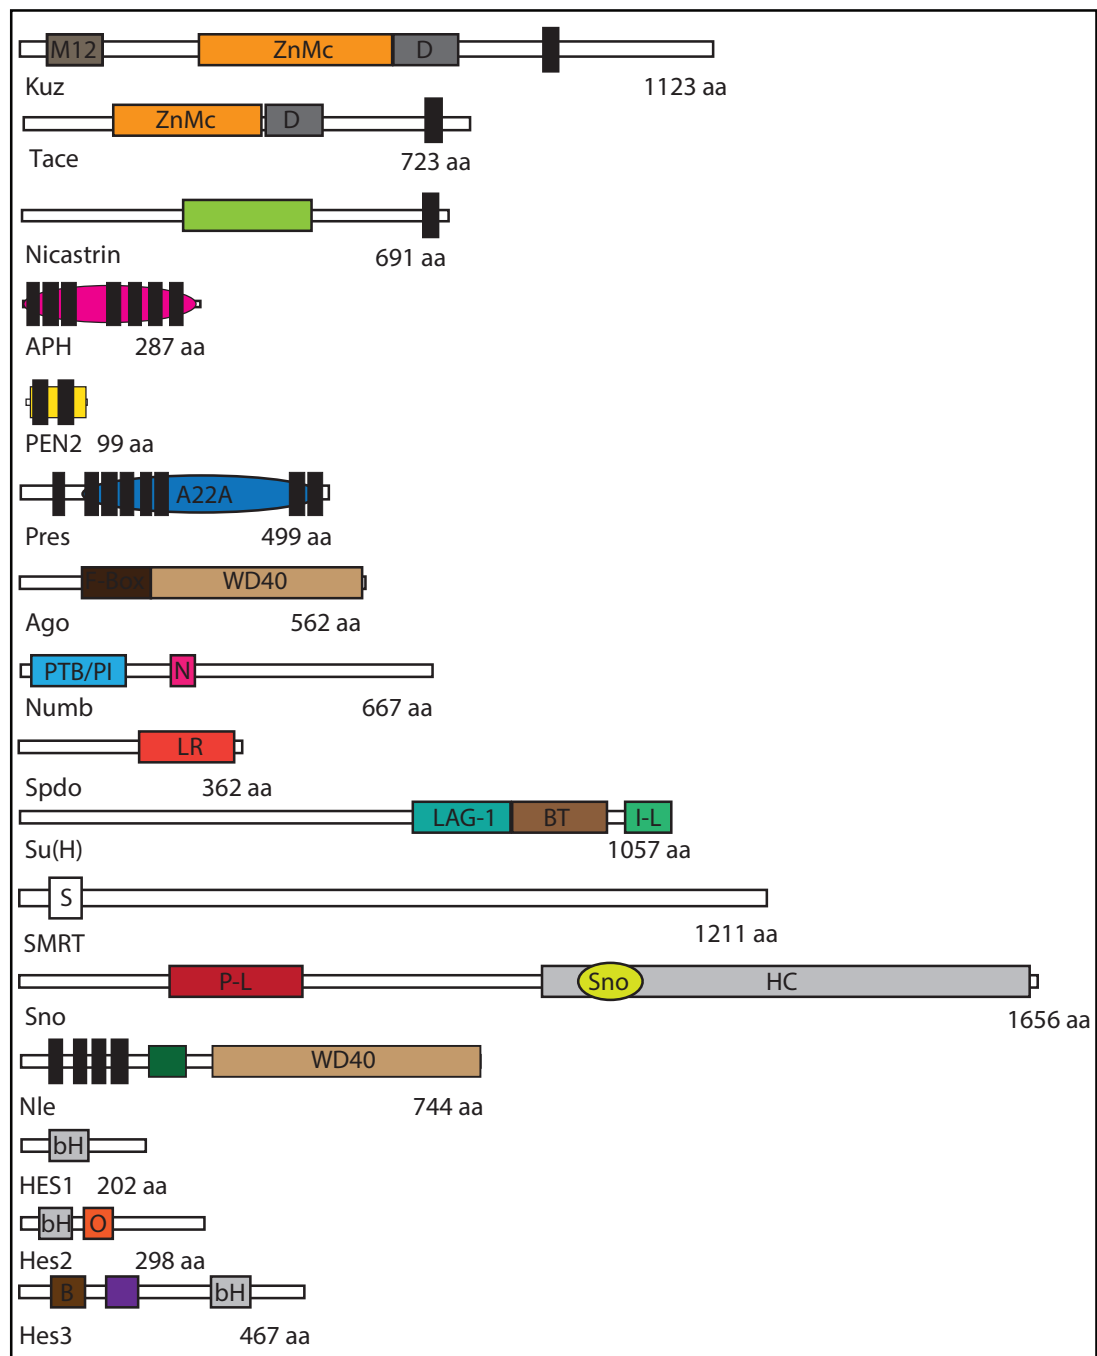 M12 ZnMc D
Kuz 1123 aa
ZnMc D
Tace 723 aa
Nicastrin 691 aa
APH 287 aa
PEN2 99 aa
A22A
Pres 499 aa
F-Box WD40
Ago 562 aa
PTB/PI N
Numb 667 aa
LR
Spdo 362 aa
LAG-1 BT I-L
Su(H) 1057 aa
S
SMRT 1211 aa
P-L Sno HC
Sno 1656 aa
WD40
Nle 744 aa
bH
HES1 202 aa
bH O
Hes2 298 aa
B bH
Hes3 467 aa